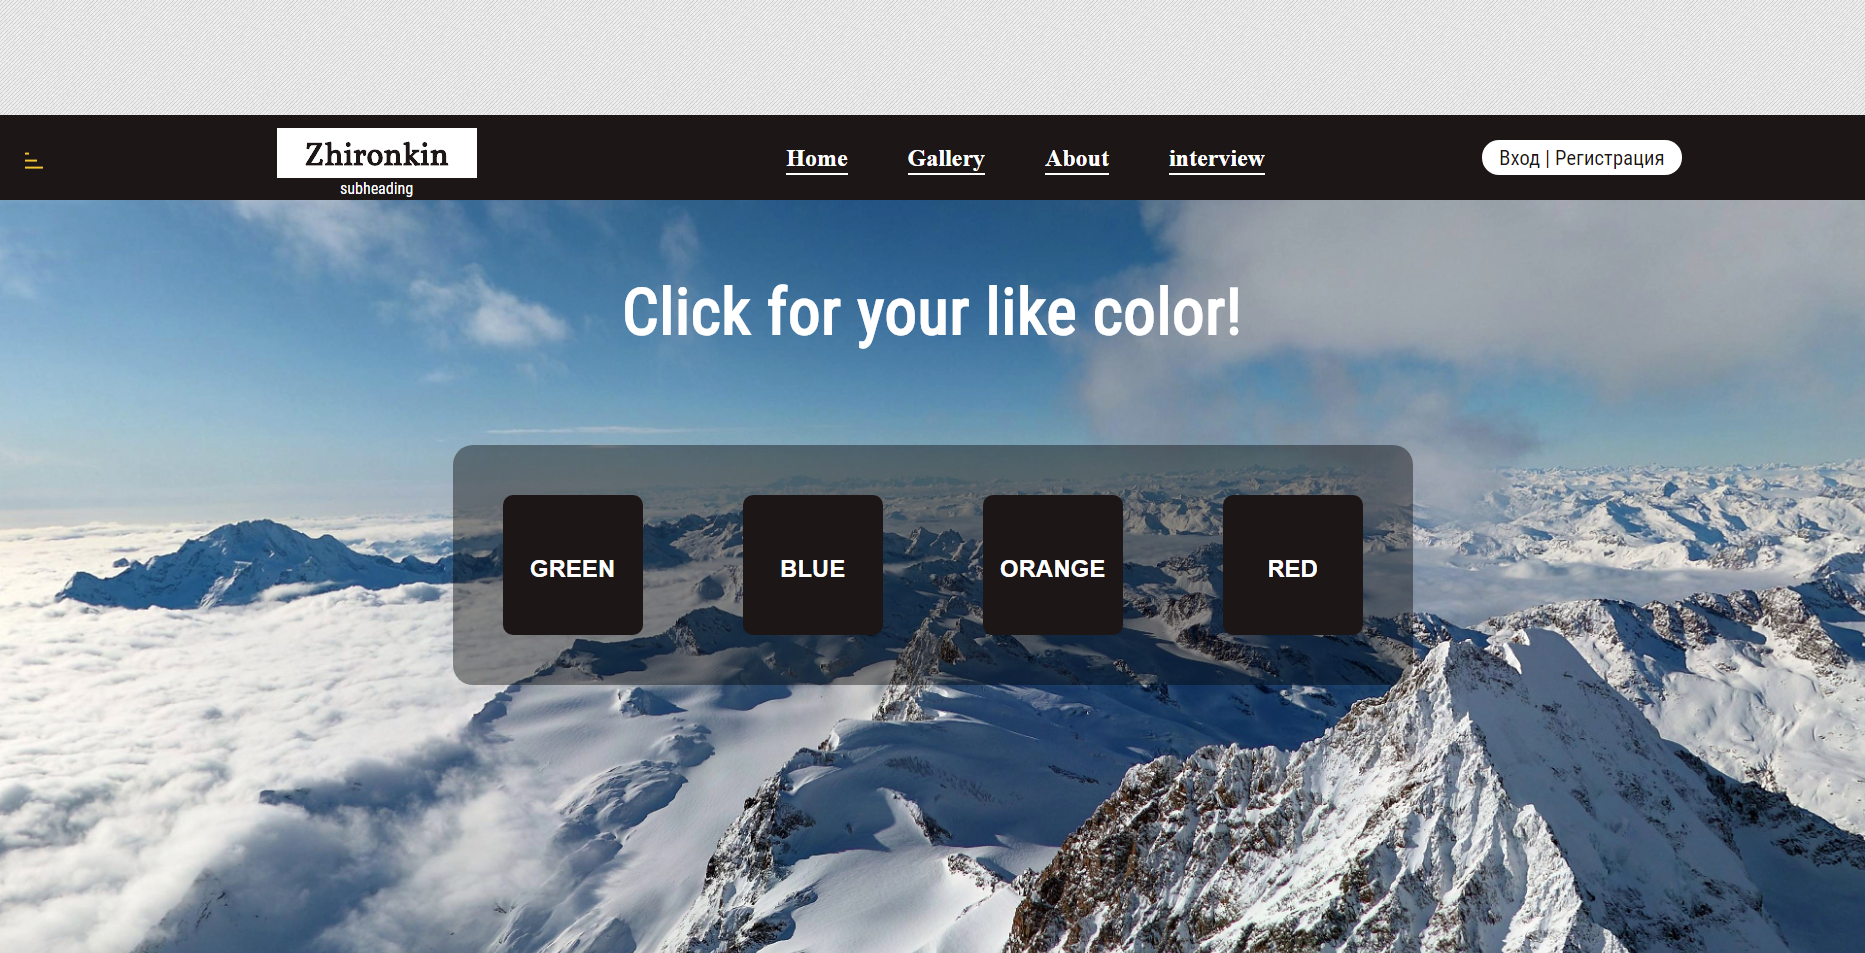 Zhironkin
subheading
Home Gallery About interview
Вход | Регистрация
Click for your like color!
GREEN BLUE ORANGE RED